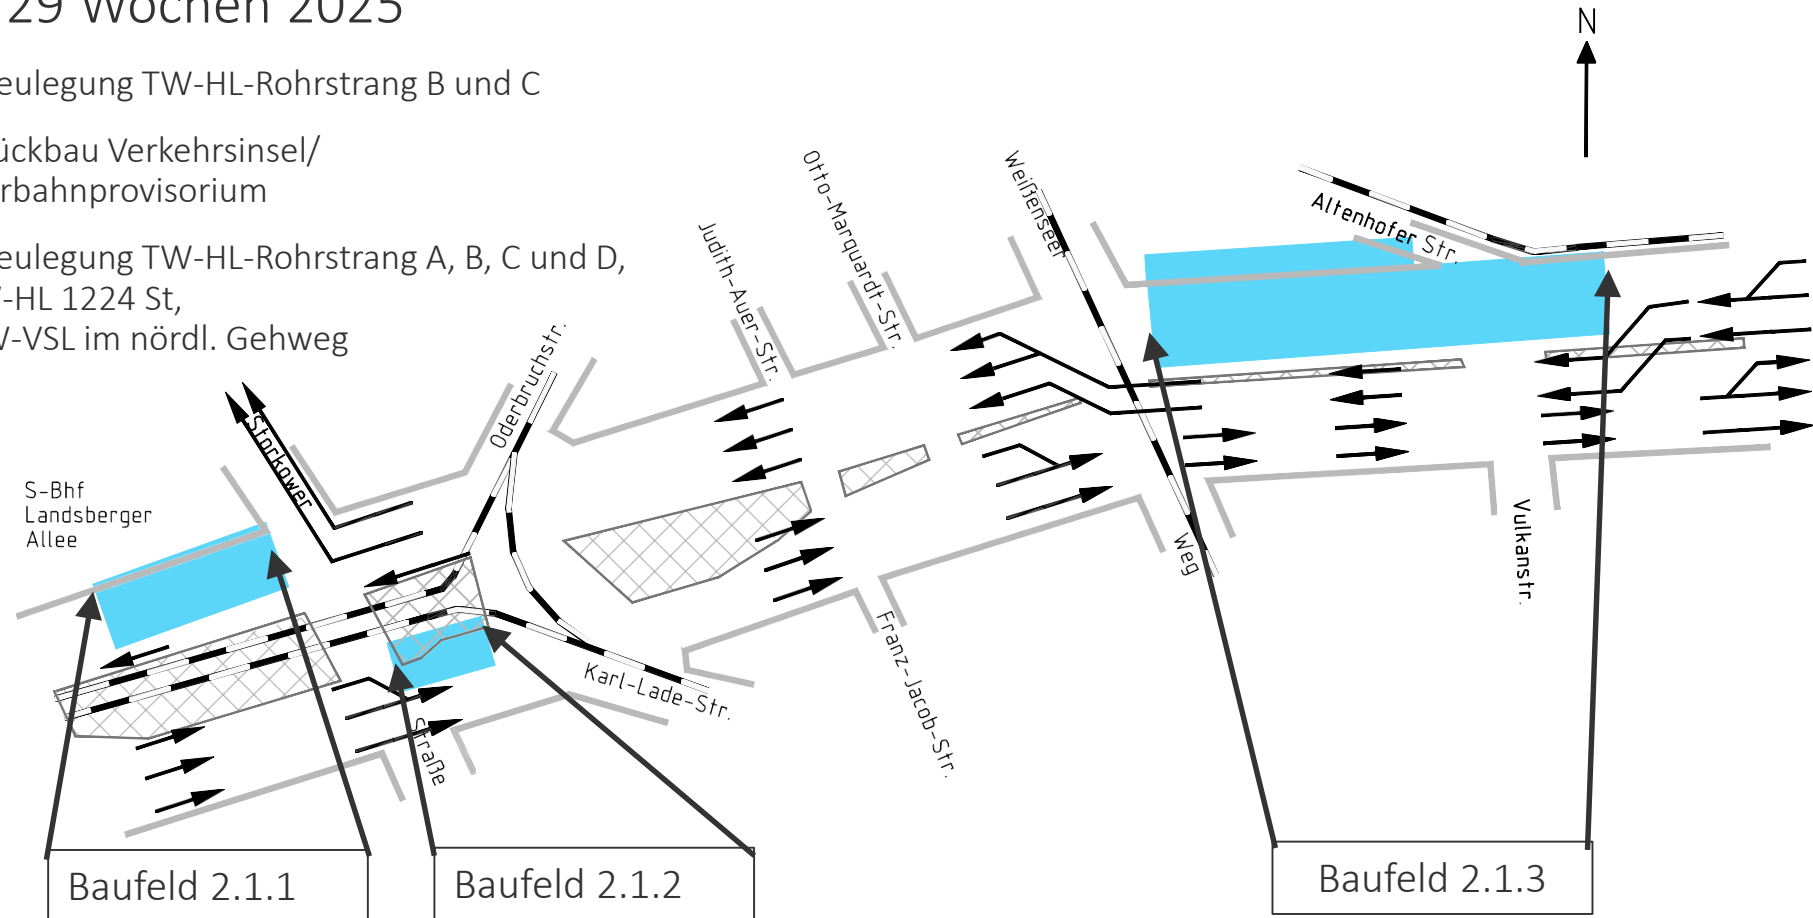 29 Wochen 2025
eulegung TW-HL-Rohrstrang B und C
ückbau Verkehrsinsel/
rbahnprovisorium
eulegung TW-HL-Rohrstrang A, B, C und D,
-HL 1224 St,
-VSL im nördl. Gehweg
N
Judith-Auer-Str.
Otto-Marquardt-Str.
Weißenseer
Weg
Altenhofer Str.
Oderbruchstr.
Storkower
Straße
S-Bhf
Landsberger
Allee
Karl-Lade-Str.
Franz-Jacob-Str.
Vulkanstr.
Baufeld 2.1.1
Baufeld 2.1.2
Baufeld 2.1.3